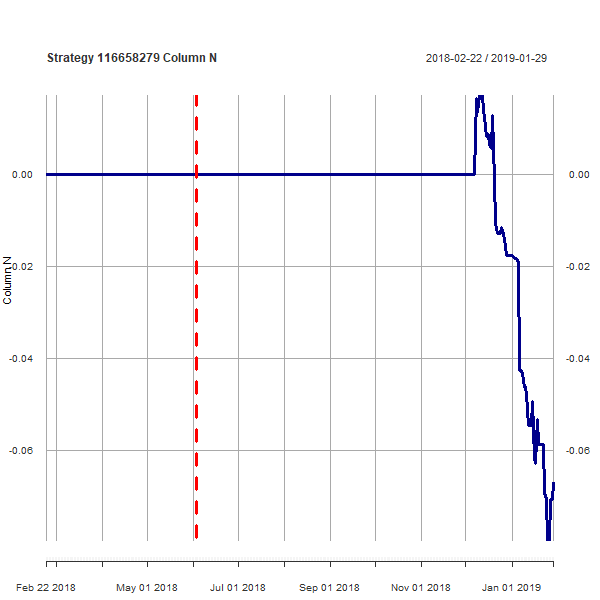 Strategy 116658279 Column N
2018-02-22 / 2019-01-29
0.00
0.00
-0.02
-0.02
Column N
-0.04
-0.04
-0.06
-0.06
Feb 22 2018
May 01 2018
Jul 01 2018
Sep 01 2018
Nov 01 2018
Jan 01 2019